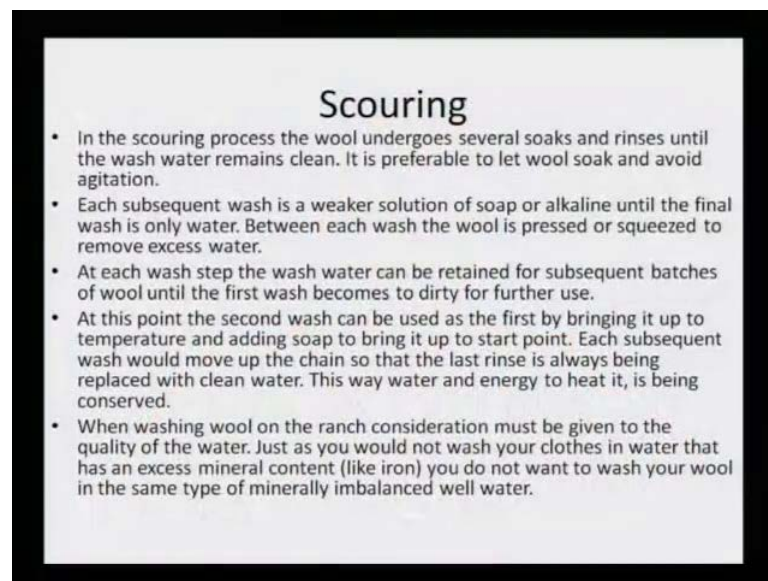 Scouring
• In the scouring process the wool undergoes several soaks and rinses until
the wash water remains clean. It is preferable to let wool soak and avoid
agitation.
• Each subsequent wash is a weaker solution of soap or alkaline until the final
wash is only water. Between each wash the wool is pressed or squeezed to
remove excess water.
• At each wash step the wash water can be retained for subsequent batches
of wool until the first wash becomes to dirty for further use.
• At this point the second wash can be used as the first by bringing it up to
temperature and adding soap to bring it up to start point. Each subsequent
wash would move up the chain so that the last rinse is always being
replaced with clean water. This way water and energy to heat it, is being
conserved.
• When washing wool on the ranch consideration must be given to the
quality of the water. Just as you would not wash your clothes in water that
has an excess mineral content (like iron) you do not want to wash your wool
in the same type of minerally imbalanced well water.